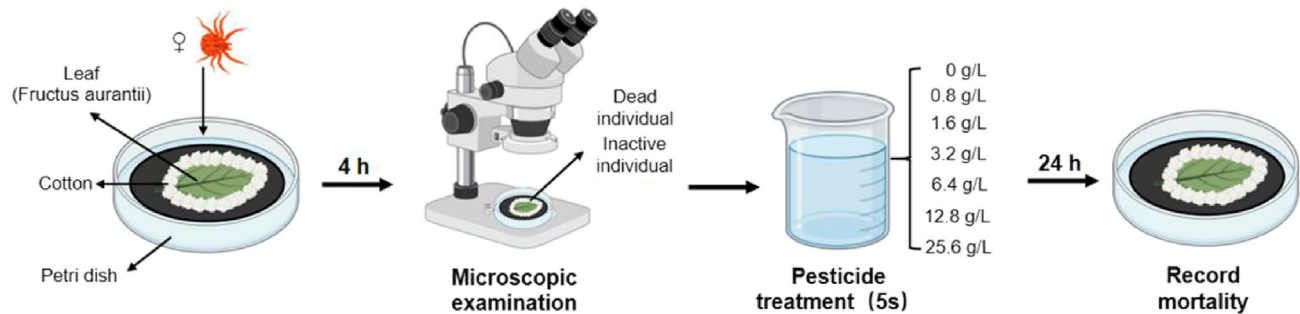 ♀
Leaf
(Fructus aurantii)
Cotton
Petri dish
4 h
Dead
individual
Inactive
individual
Microscopic
examination
0 g/L
0.8 g/L
1.6 g/L
3.2 g/L
6.4 g/L
12.8 g/L
25.6 g/L
Pesticide
treatment（5s）
24 h
Record
mortality